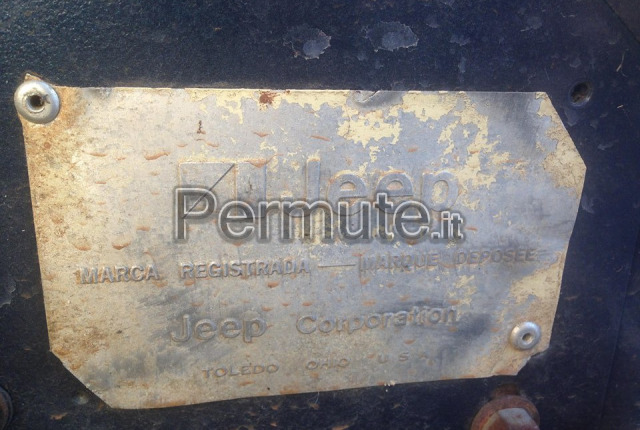 Jeep
Permute.it
MARCA REGISTRADA — MARQUE DEPOSEE
Jeep Corporation
TOLEDO OHIO U.S.A.